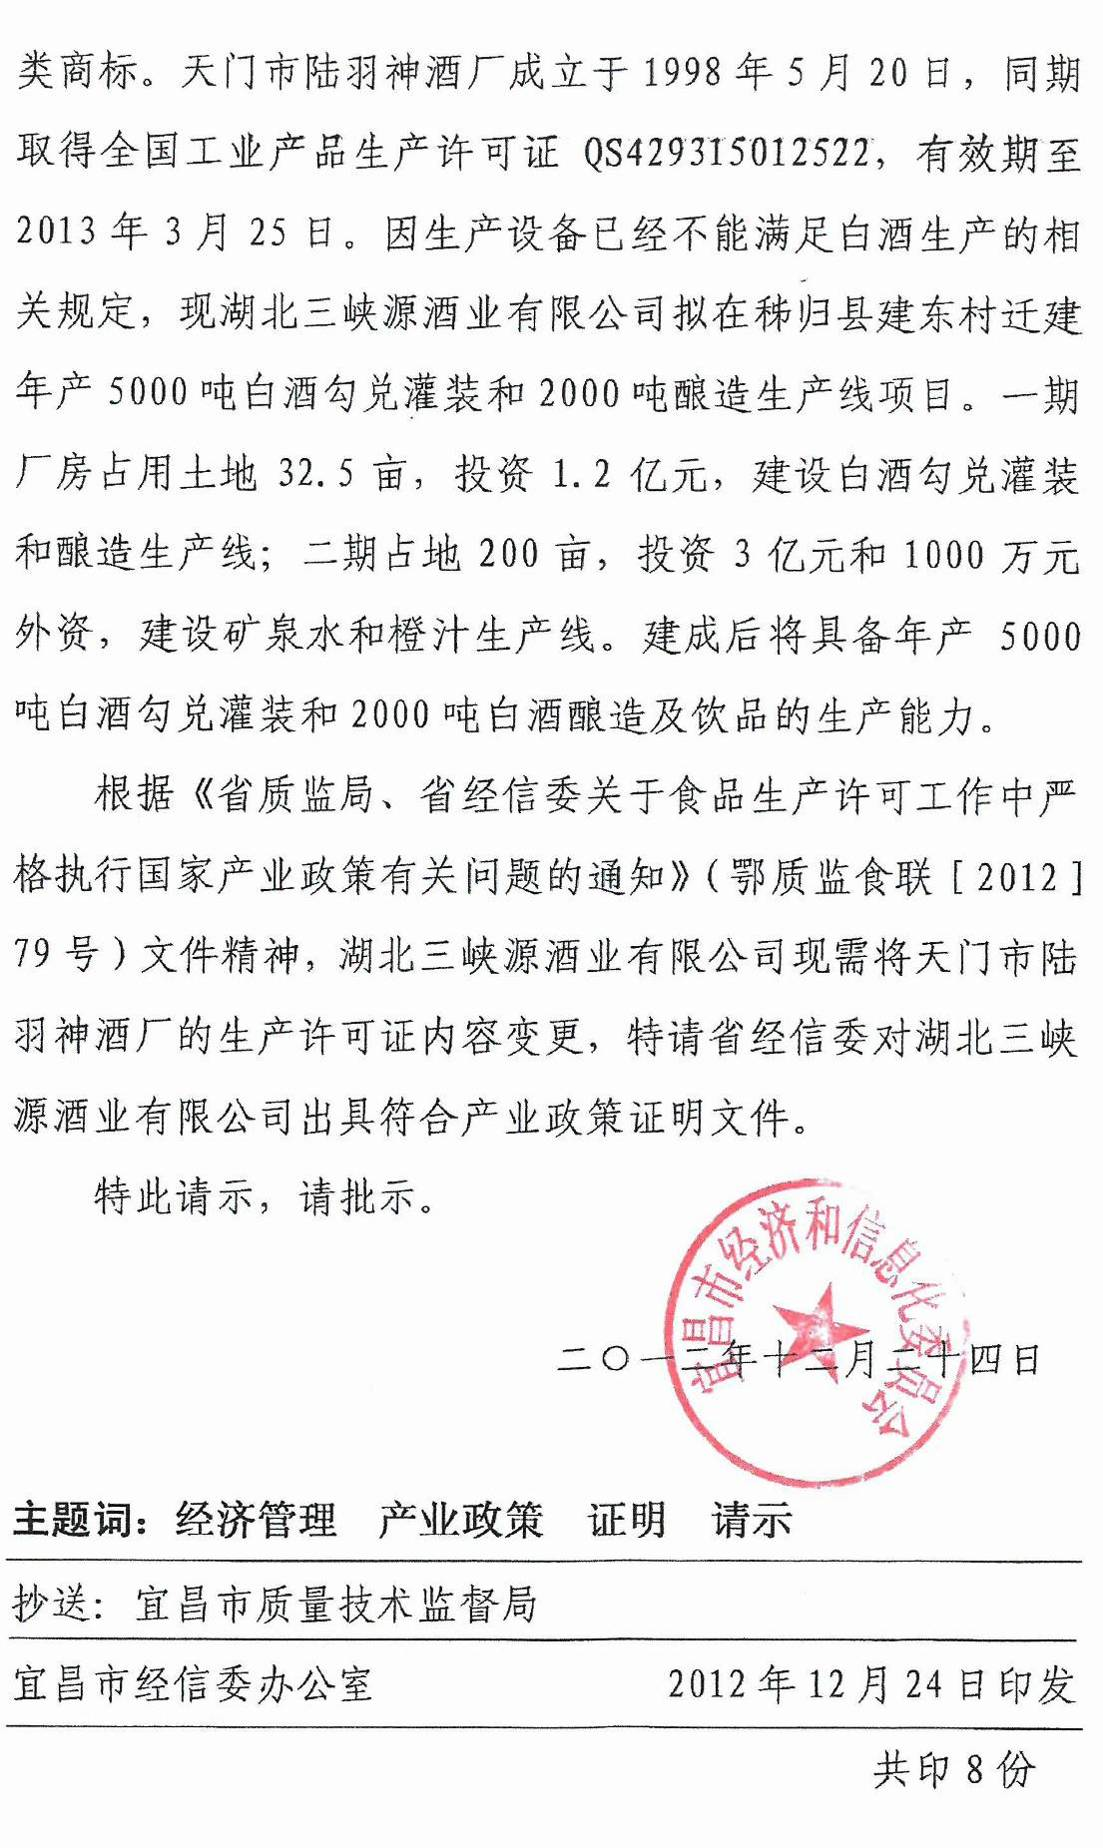 类商标。天门市陆羽神酒厂成立于1998年5月20日，同期
取得全国工业产品生产许可证 QS429315012522，有效期至
2013年3月25日。因生产设备已经不能满足白酒生产的相
关规定，现湖北三峡源酒业有限公司拟在秭归县建东村迁建
年产5000吨白酒勾兑灌装和2000吨酿造生产线项目。一期
厂房占用土地32.5亩，投资1.2亿元，建设白酒勾兑灌装
和酿造生产线；二期占地200亩，投资3亿元和1000万元
外资，建设矿泉水和橙汁生产线。建成后将具备年产 5000
吨白酒勾兑灌装和2000吨白酒酿造及饮品的生产能力。
根据《省质监局、省经信委关于食品生产许可工作中严
格执行国家产业政策有关问题的通知》（鄂质监食联［2012］
79号）文件精神，湖北三峡源酒业有限公司现需将天门市陆
羽神酒厂的生产许可证内容变更，特请省经信委对湖北三峡
源酒业有限公司出具符合产业政策证明文件。
特此请示，请批示。
宜昌市经济和信息化委员会
二〇一二年十二月二十四日
主题词：经济管理 产业政策 证明 请示
抄送：宜昌市质量技术监督局
宜昌市经信委办公室 2012年12月24日印发
共印8份